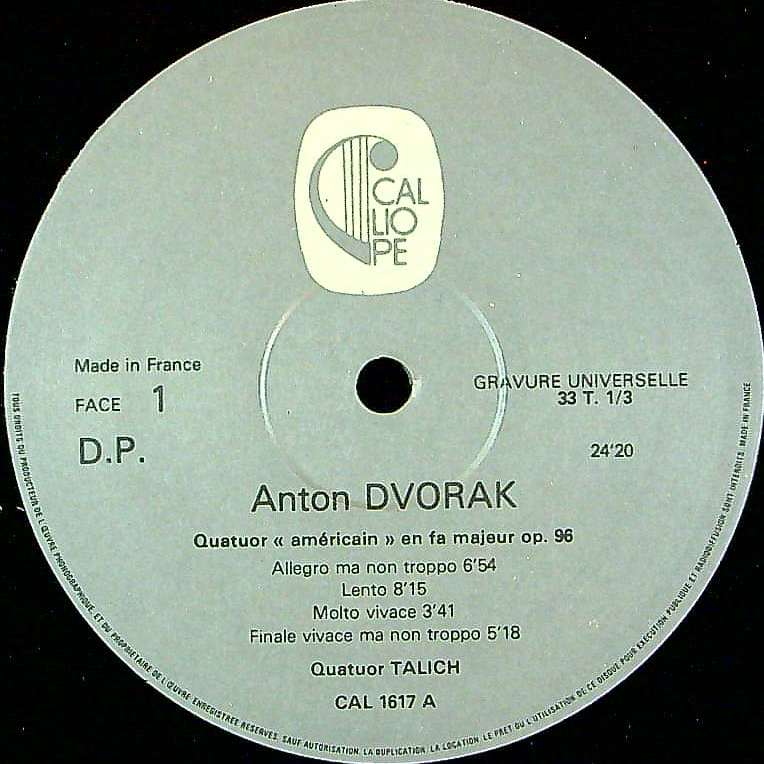 CAL
LIO
PE
Made in France
FACE 1
D.P.
GRAVURE UNIVERSELLE
33 T. 1/3
24'20
Anton DVORAK
Quatuor « américain » en fa majeur op. 96
Allegro ma non troppo 6'54
Lento 8'15
Molto vivace 3'41
Finale vivace ma non troppo 5'18
Quatuor TALICH
CAL 1617 A
TOUS DROITS DU PRODUCTEUR DE L'ŒUVRE PHONOGRAPHIQUE ET DU PROPRIETAIRE DE L'ŒUVRE ENREGISTREE RESERVES. SAUF AUTORISATION, LA DUPLICATION, LA LOCATION, LE PRET OU L'UTILISATION DE CE DISQUE POUR EXECUTION PUBLIQUE ET RADIODIFFUSION SONT INTERDITS. MADE IN FRANCE